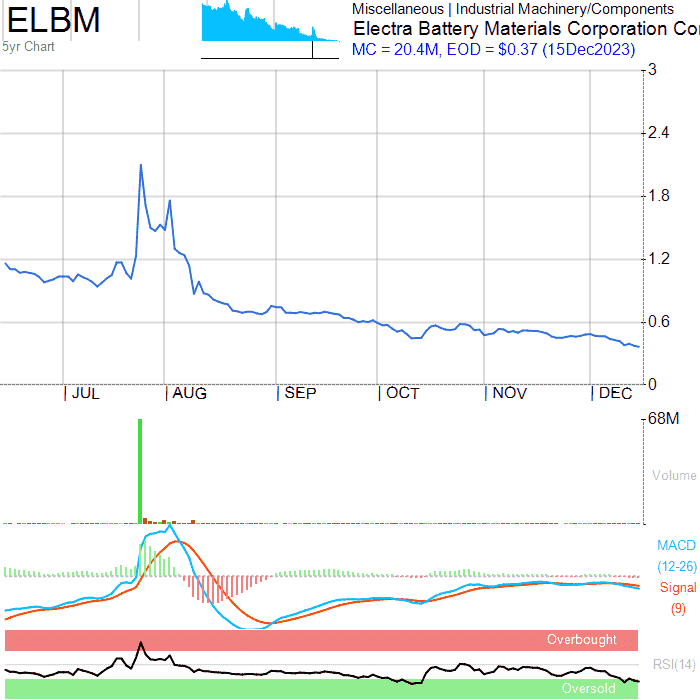 ELBM
5yr Chart
Miscellaneous | Industrial Machinery/Components
Electra Battery Materials Corporation Co
MC = 20.4M, EOD = $0.37 (15Dec2023)
3
2.4
1.8
1.2
0.6
0
JUL
AUG
SEP
OCT
NOV
DEC
68M
Volume
MACD
(12-26)
Signal
(9)
Overbought
RSI(14)
Oversold